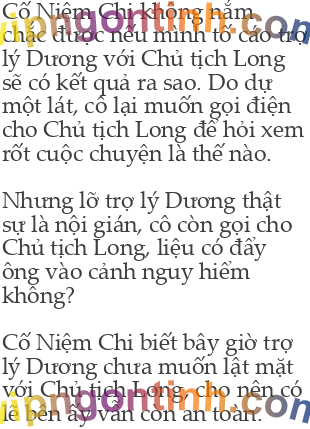 Cố Niệm Chi không nắm
chắc được nếu mình tố cáo trợ
lý Dương với Chủ tịch Long
sẽ có kết quả ra sao. Do dự
một lát, cô lại muốn gọi điện
cho Chủ tịch Long để hỏi xem
rốt cuộc chuyện là thế nào.
Nhưng lỡ trợ lý Dương thật
sự là nội gián, cô còn gọi cho
Chủ tịch Long, liệu có đẩy
ông vào cảnh nguy hiểm
không?
Cố Niệm Chi biết bây giờ trợ
lý Dương chưa muốn lật mặt
với Chủ tịch Long, cho nên có
lẽ bên ấy vẫn còn an toàn.